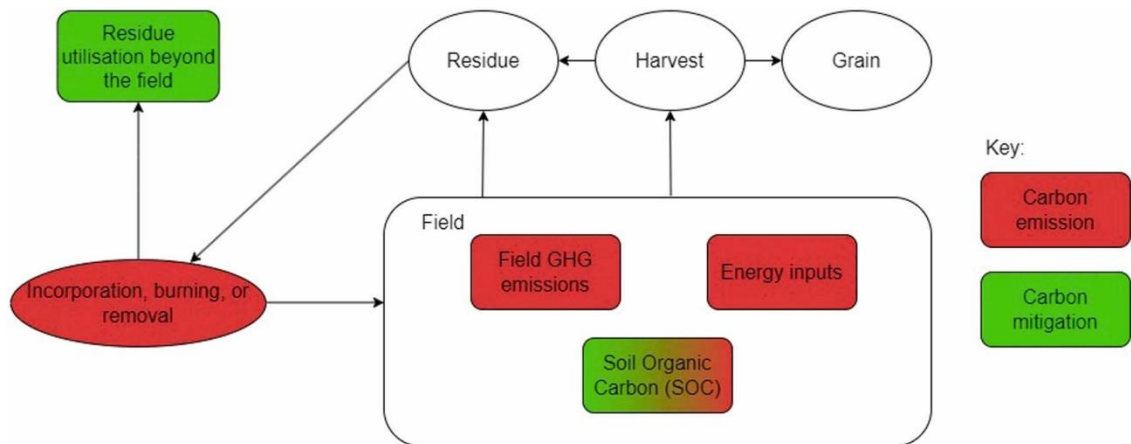 Residue
utilisation beyond
the field
Residue
Harvest
Grain
Key:
Carbon
emission
Carbon
mitigation
Field
Field GHG
emissions
Energy inputs
Incorporation, burning, or
removal
Soil Organic
Carbon (SOC)